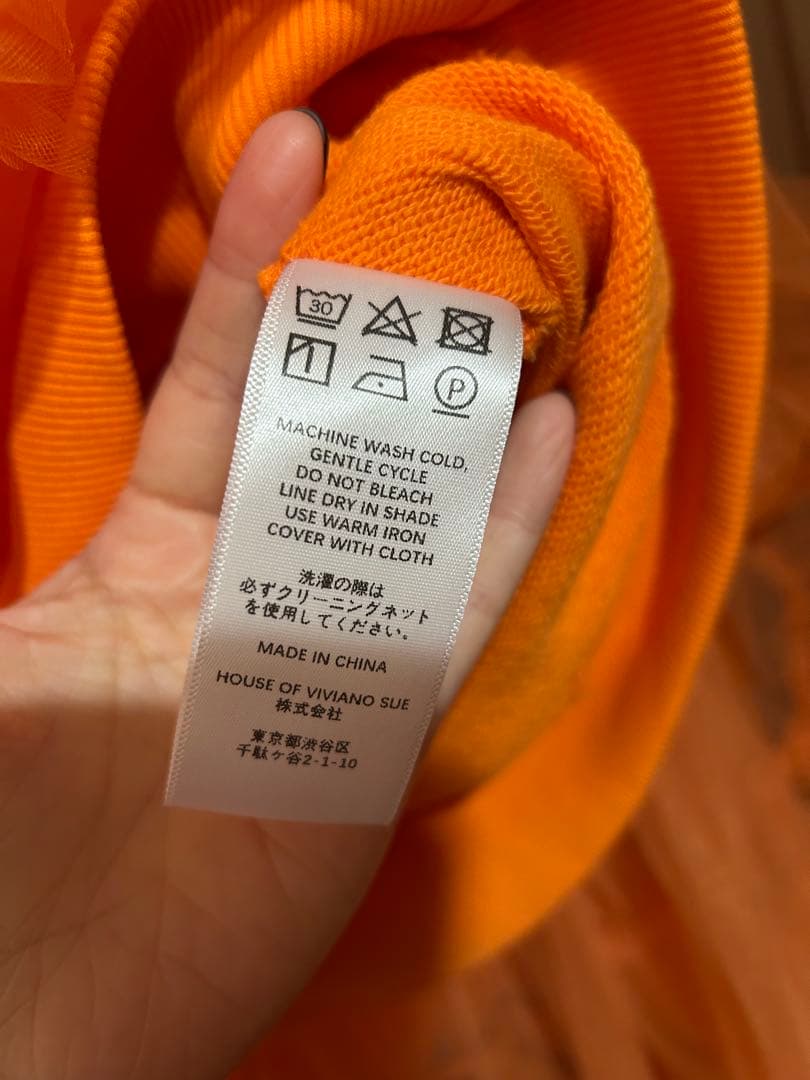 30
P
MACHINE WASH COLD,
GENTLE CYCLE
DO NOT BLEACH
LINE DRY IN SHADE
USE WARM IRON
COVER WITH CLOTH
洗濯の際は
必ずクリーニングネット
を使用してください。
MADE IN CHINA
HOUSE OF VIVIANO SUE
株式会社
東京都渋谷区
千駄ケ谷2-1-10